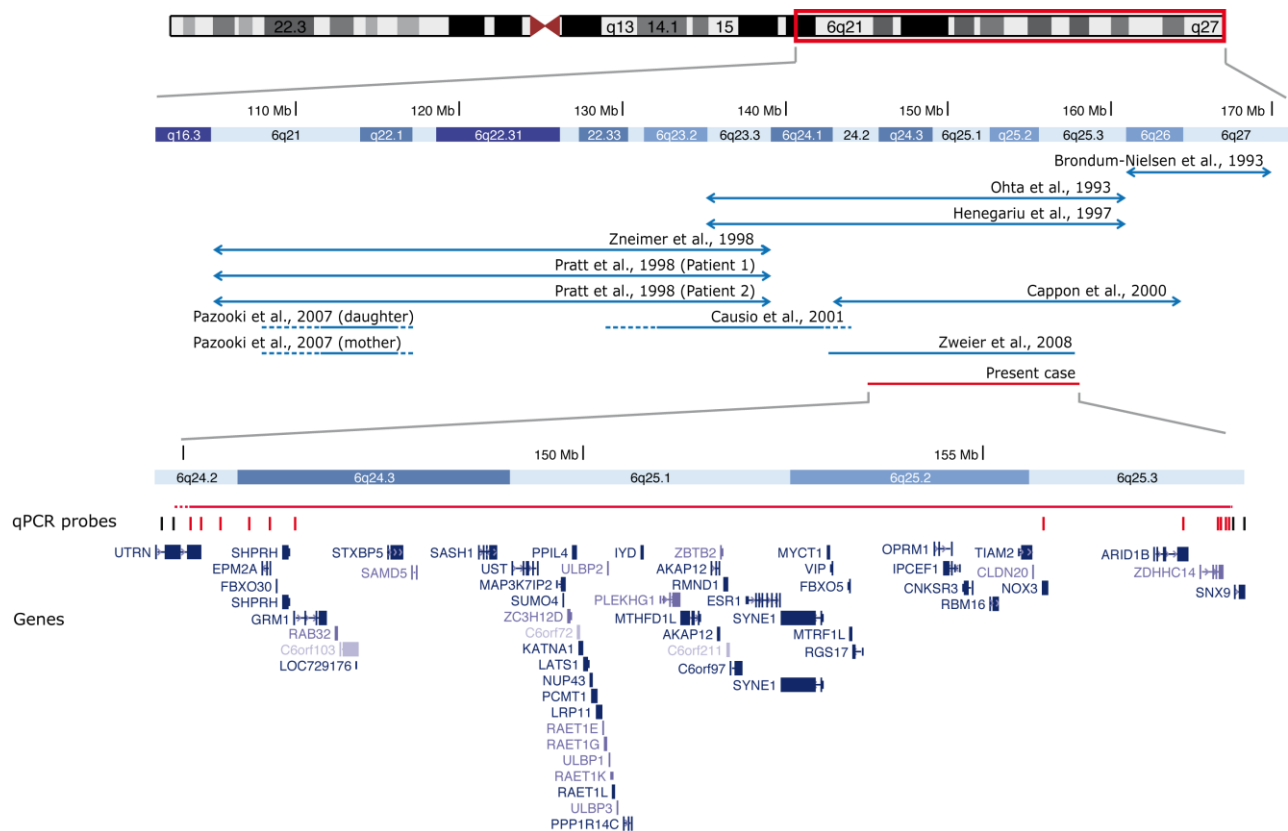 22.3 q13 14.1 15 6q21 q27
110 Mb 120 Mb 130 Mb 140 Mb 150 Mb 160 Mb 170 Mb
q16.3 6q21 q22.1 6q22.31 22.33 6q23.2 6q23.3 6q24.1 24.2 q24.3 6q25.1 q25.2 6q25.3 6q26 6q27
Brondum-Nielsen et al., 1993
Ohta et al., 1993
Henegariu et al., 1997
Zneimer et al., 1998
Pratt et al., 1998 (Patient 1)
Pratt et al., 1998 (Patient 2) Cappon et al., 2000
Pazooki et al., 2007 (daughter) Causio et al., 2001
Pazooki et al., 2007 (mother) Zweier et al., 2008
Present case
150 Mb 155 Mb
6q24.2 6q24.3 6q25.1 6q25.2 6q25.3
qPCR probes
UTRN SHPRH STXBP5 SASH1 PPIL4 IYD ZBTB2 MYCT1 OPRM1 TIAM2 ARID1B
EPM2A SAMD5 UST ULBP2 AKAP12 VIP IPCEF1 CLDN20 ZDHHC14
FBXO30 MAP3K7IP2 RMND1 FBXO5 CNKSR3 NOX3 SNX9
SHPRH SUMO4 PLEKHG1 ESR1 RBM16
Genes GRM1 ZC3H12D MTHFD1L SYNE1
RAB32 C6orf72 AKAP12 MTRF1L
C6orf103 KATNA1 C6orf211 RGS17
LOC729176 LATS1 C6orf97
NUP43 SYNE1
PCMT1
LRP11
RAET1E
RAET1G
ULBP1
RAET1K
RAET1L
ULBP3
PPP1R14C